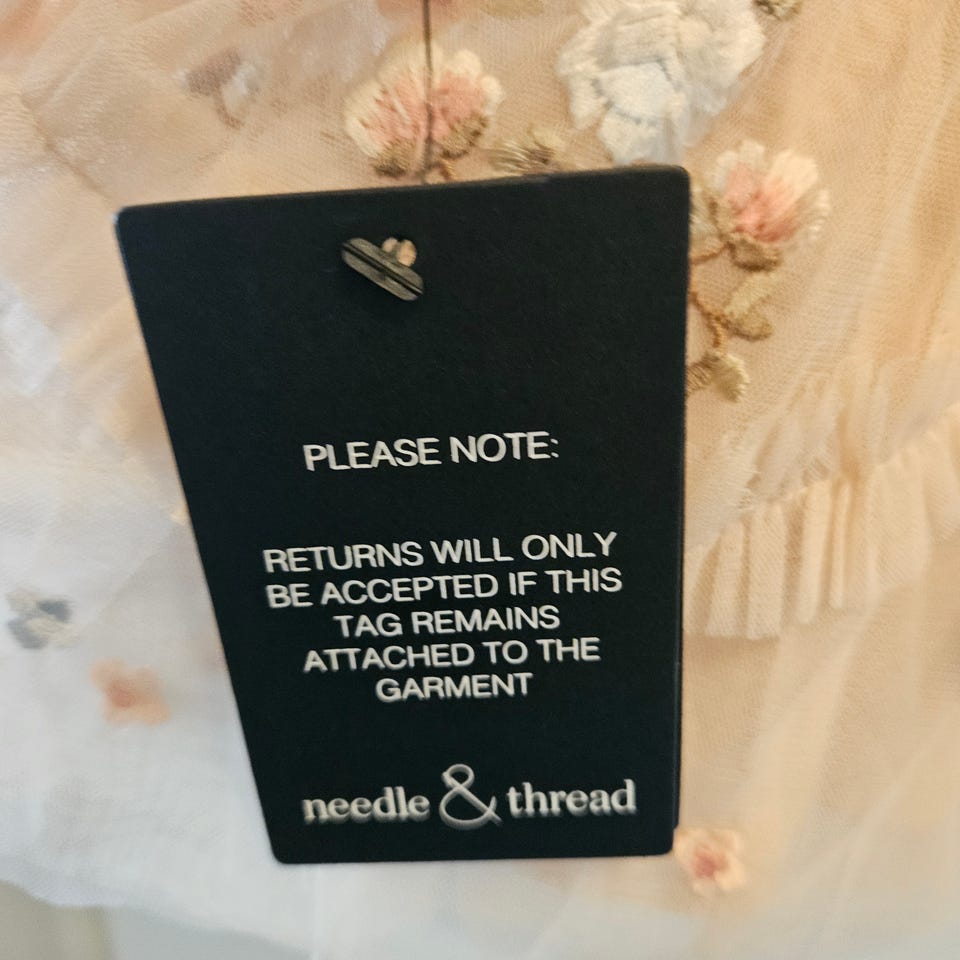 PLEASE NOTE:
RETURNS WILL ONLY
BE ACCEPTED IF THIS
TAG REMAINS
ATTACHED TO THE
GARMENT
needle & thread